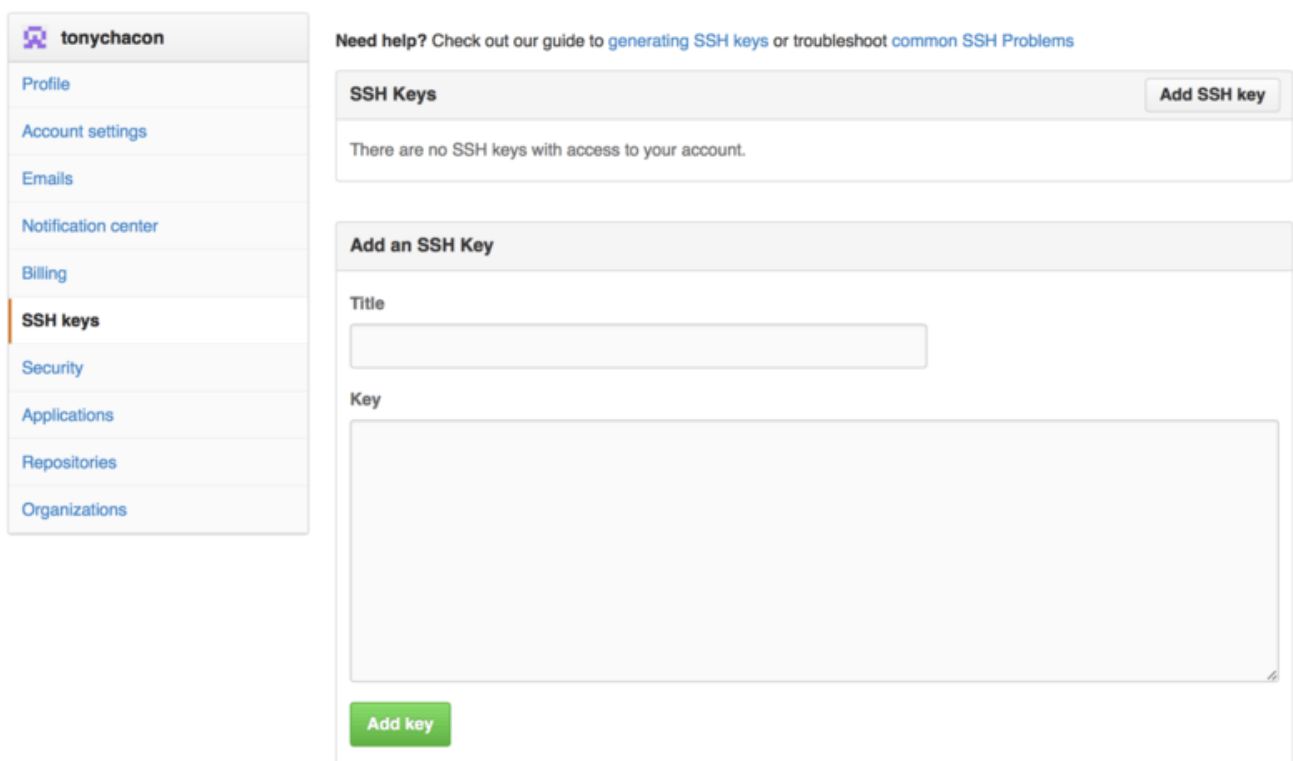 tonychacon
Profile
Account settings
Emails
Notification center
Billing
SSH keys
Security
Applications
Repositories
Organizations
Need help? Check out our guide to generating SSH keys or troubleshoot common SSH Problems
SSH Keys
Add SSH key
There are no SSH keys with access to your account.
Add an SSH Key
Title
Key
Add key